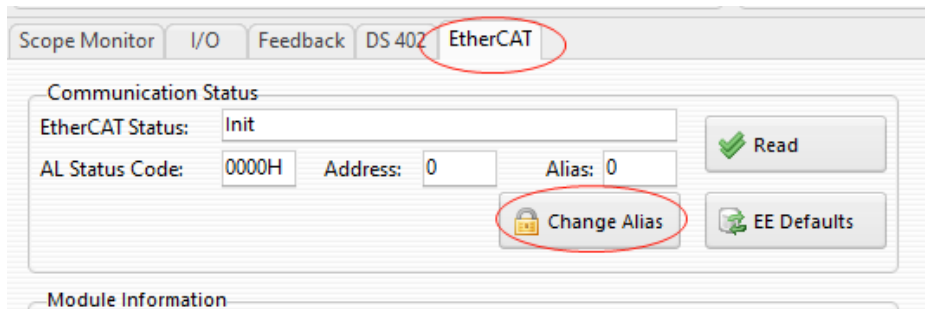 Scope Monitor I/O Feedback DS 402 EtherCAT
Communication Status
EtherCAT Status: Init
Read
AL Status Code: 0000H Address: 0 Alias: 0
Change Alias EE Defaults
Module Information